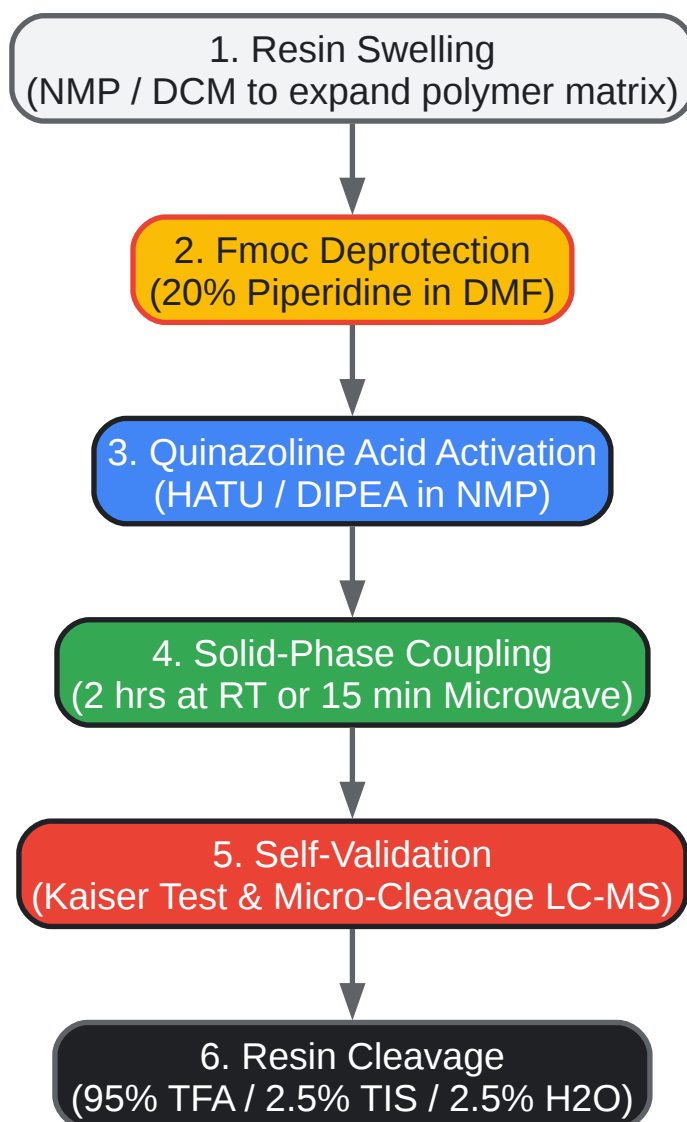 1. Resin Swelling
(NMP / DCM to expand polymer matrix)
2. Fmoc Deprotection
(20% Piperidine in DMF)
3. Quinazoline Acid Activation
(HATU / DIPEA in NMP)
4. Solid-Phase Coupling
(2 hrs at RT or 15 min Microwave)
5. Self-Validation
(Kaiser Test & Micro-Cleavage LC-MS)
6. Resin Cleavage
(95% TFA / 2.5% TIS / 2.5% H2O)